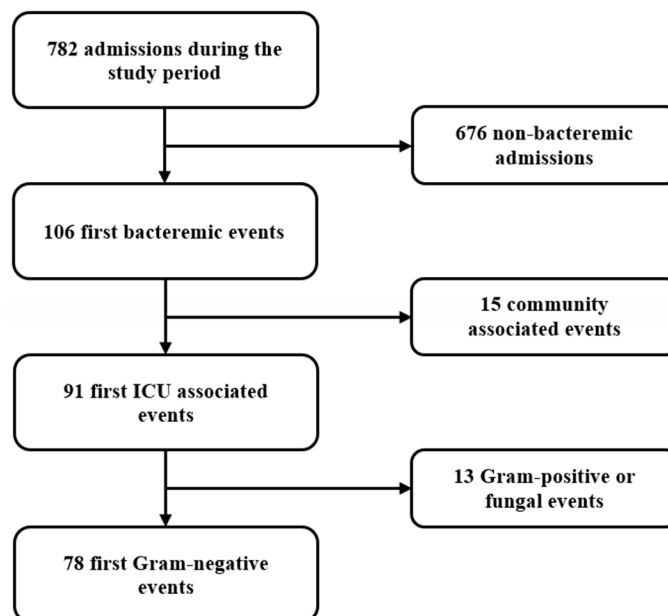 782 admissions during the
study period
676 non-bacteremic
admissions
106 first bacteremic events
15 community
associated events
91 first ICU associated
events
13 Gram-positive or
fungal events
78 first Gram-negative
events